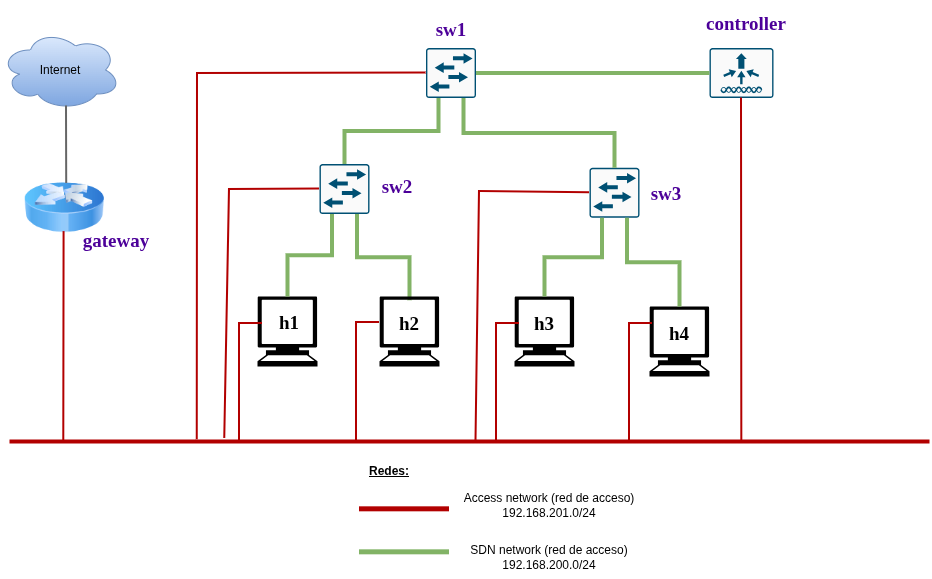 sw1
controller
Internet
sw2
sw3
gateway
h1
h2
h3
h4
Redes:
Access network (red de acceso)
192.168.201.0/24
SDN network (red de acceso)
192.168.200.0/24